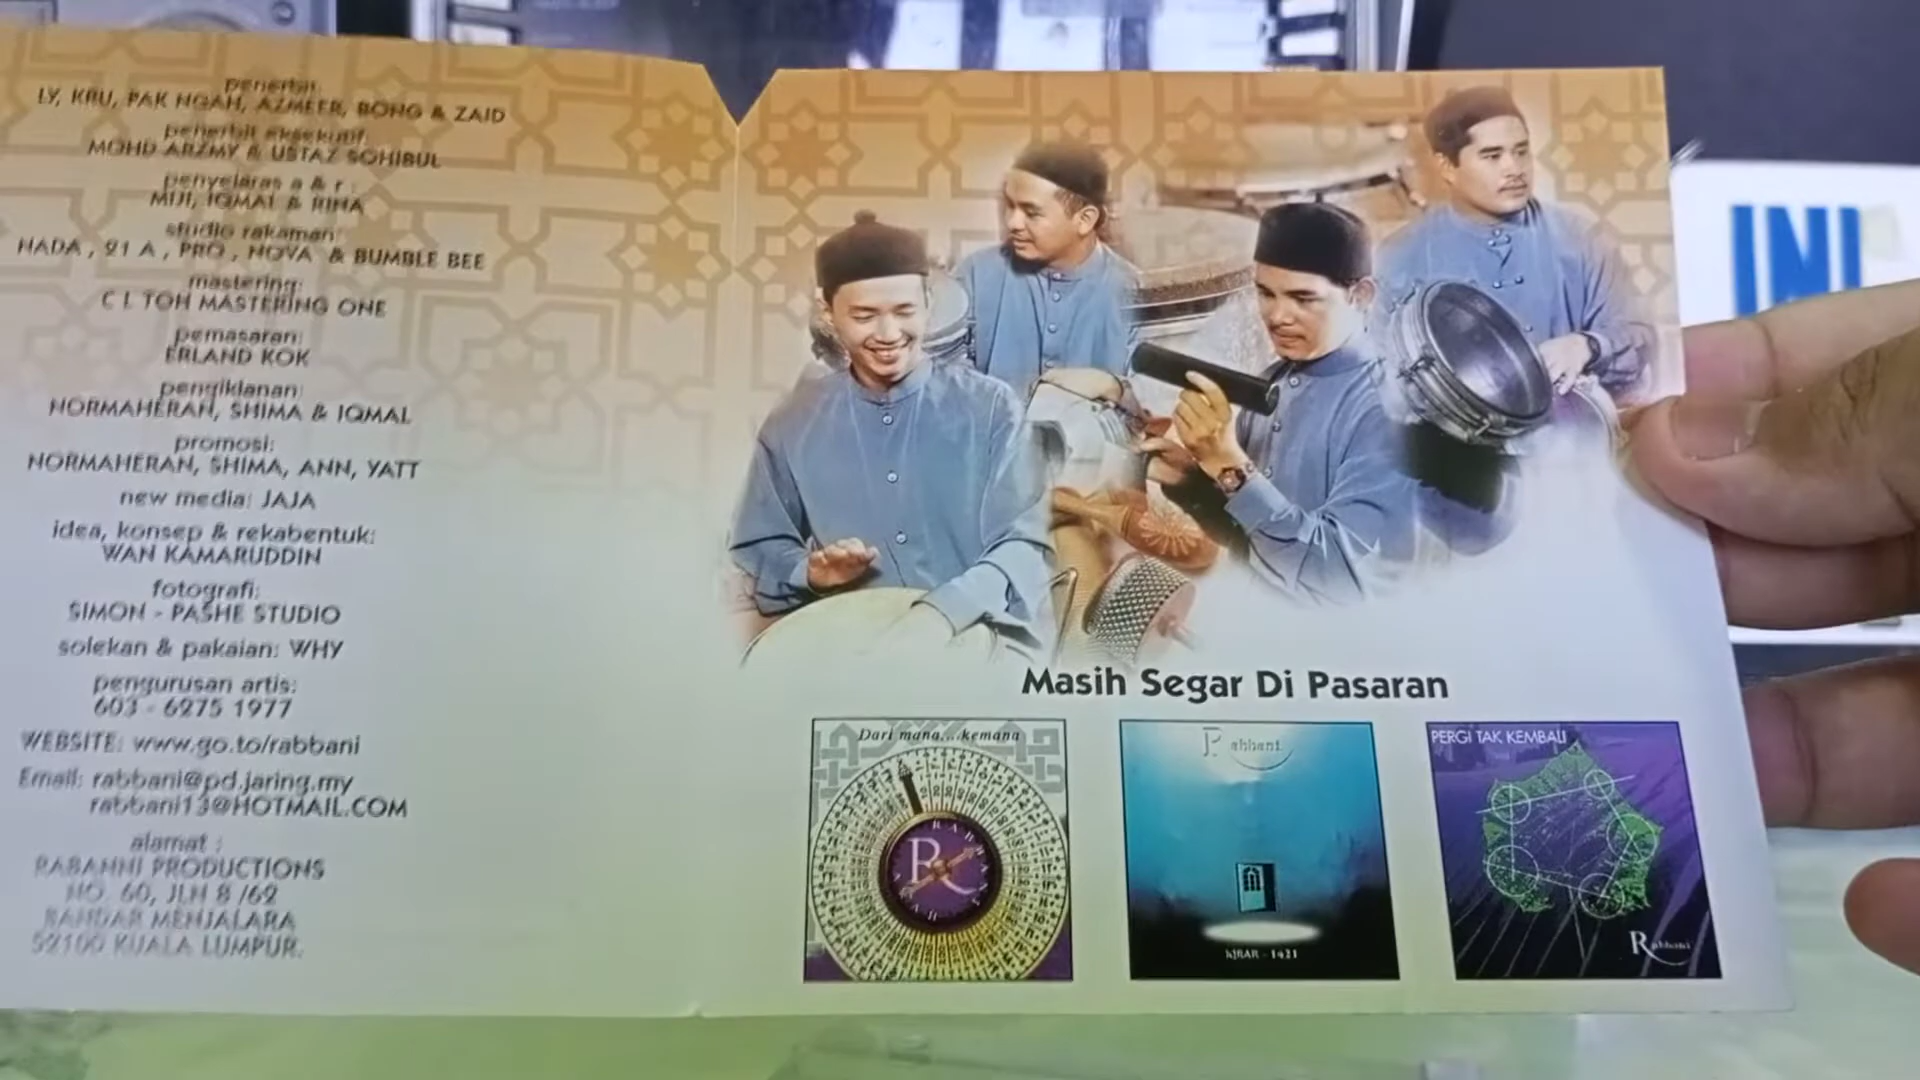 penerbit:
LY, KRU, PAK NGAH, AZMEER, BONG & ZAID
penerbit eksekutif:
MOHD ARZMY & USTAZ SOHIBUL
penyelaras a & r :
MIJI, IQMAL & RINA
studio rakaman:
NADA , 21 A , PRO , NOVA & BUMBLE BEE
mastering:
C L TOH MASTERING ONE
pemasaran:
ERLAND KOK
pengiklanan:
NORMAHERAN, SHIMA & IQMAL
promosi:
NORMAHERAN, SHIMA, ANN, YATT
new media: JAJA
idea, konsep & rekabentuk:
WAN KAMARUDDIN
fotografi:
SIMON - PASHE STUDIO
solekan & pakaian: WHY
pengurusan artis:
603 - 6275 1977
WEBSITE: www.go.to/rabbani
Email: rabbani@pd.jaring.my
rabbani13@HOTMAIL.COM
alamat :
RABANNI PRODUCTIONS
NO. 60, JLN 8 /62
BANDAR MENJALARA
52100 KUALA LUMPUR.
Masih Segar Di Pasaran
Dari mana...kemana
R
Rabbani
IQRAR - 1421
PERGI TAK KEMBALI
Rabbani
INI